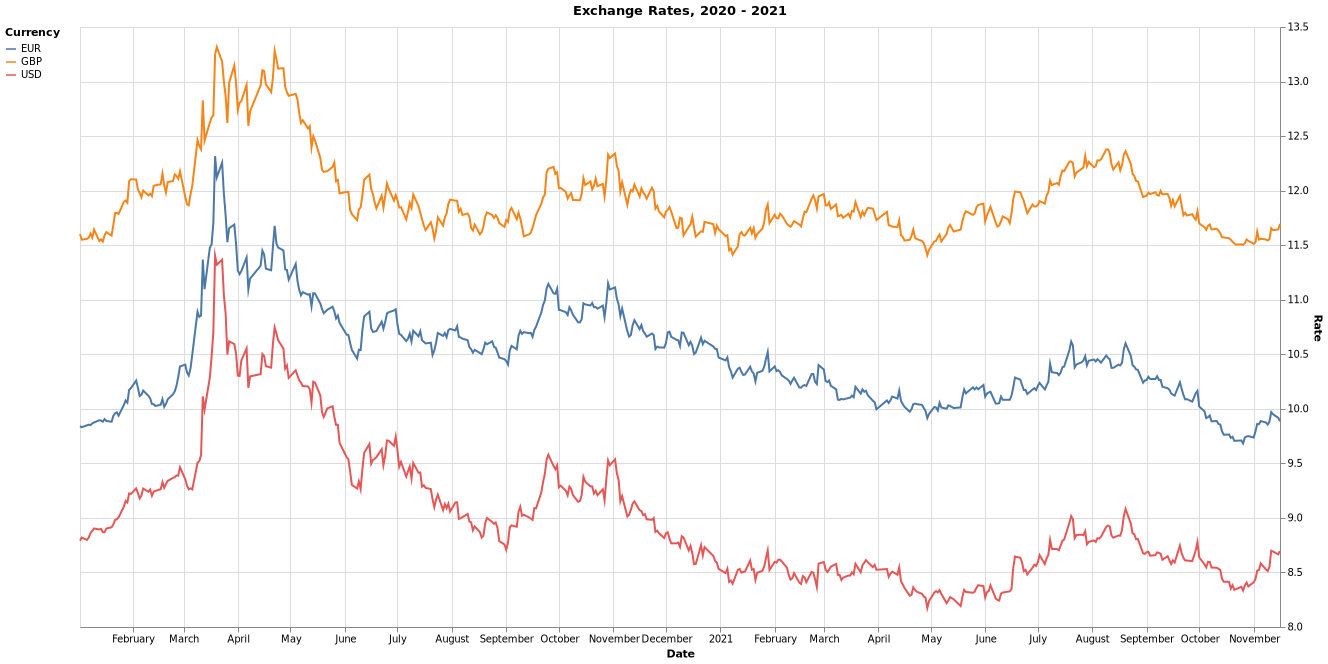 Exchange Rates, 2020 - 2021
Currency
EUR
GBP
USD
13.5
13.0
12.5
12.0
11.5
11.0
10.5
10.0
9.5
9.0
8.5
8.0
Rate
February March April May June July August September October November December 2021 February March April May June July August September October November
Date